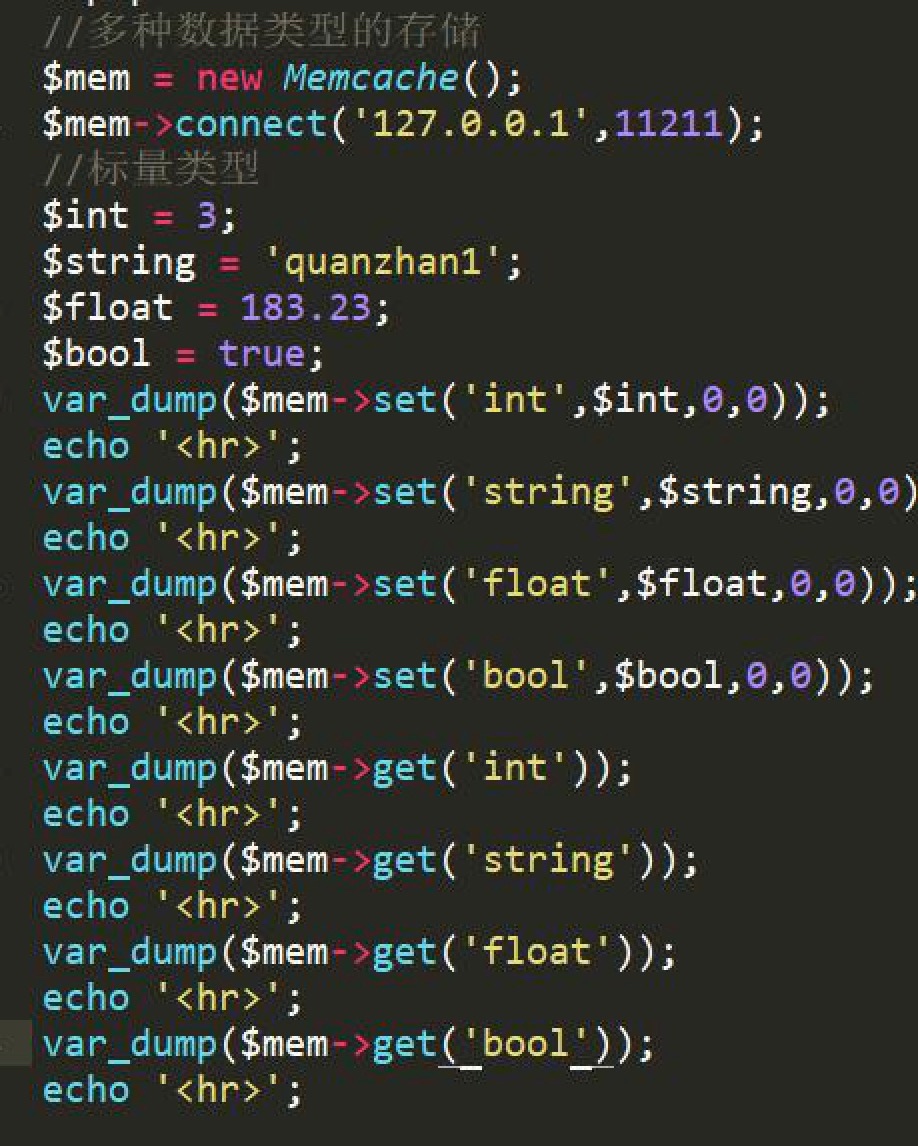 //多种数据类型的存储
$mem = new Memcache();
$mem->connect('127.0.0.1',11211);
//标量类型
$int = 3;
$string = 'quanzhan1';
$float = 183.23;
$bool = true;
var_dump($mem->set('int',$int,0,0));
echo '<hr>';
var_dump($mem->set('string',$string,0,0)
echo '<hr>';
var_dump($mem->set('float',$float,0,0));
echo '<hr>';
var_dump($mem->set('bool',$bool,0,0));
echo '<hr>';
var_dump($mem->get('int'));
echo '<hr>';
var_dump($mem->get('string'));
echo '<hr>';
var_dump($mem->get('float'));
echo '<hr>';
var_dump($mem->get('bool'));
echo '<hr>';